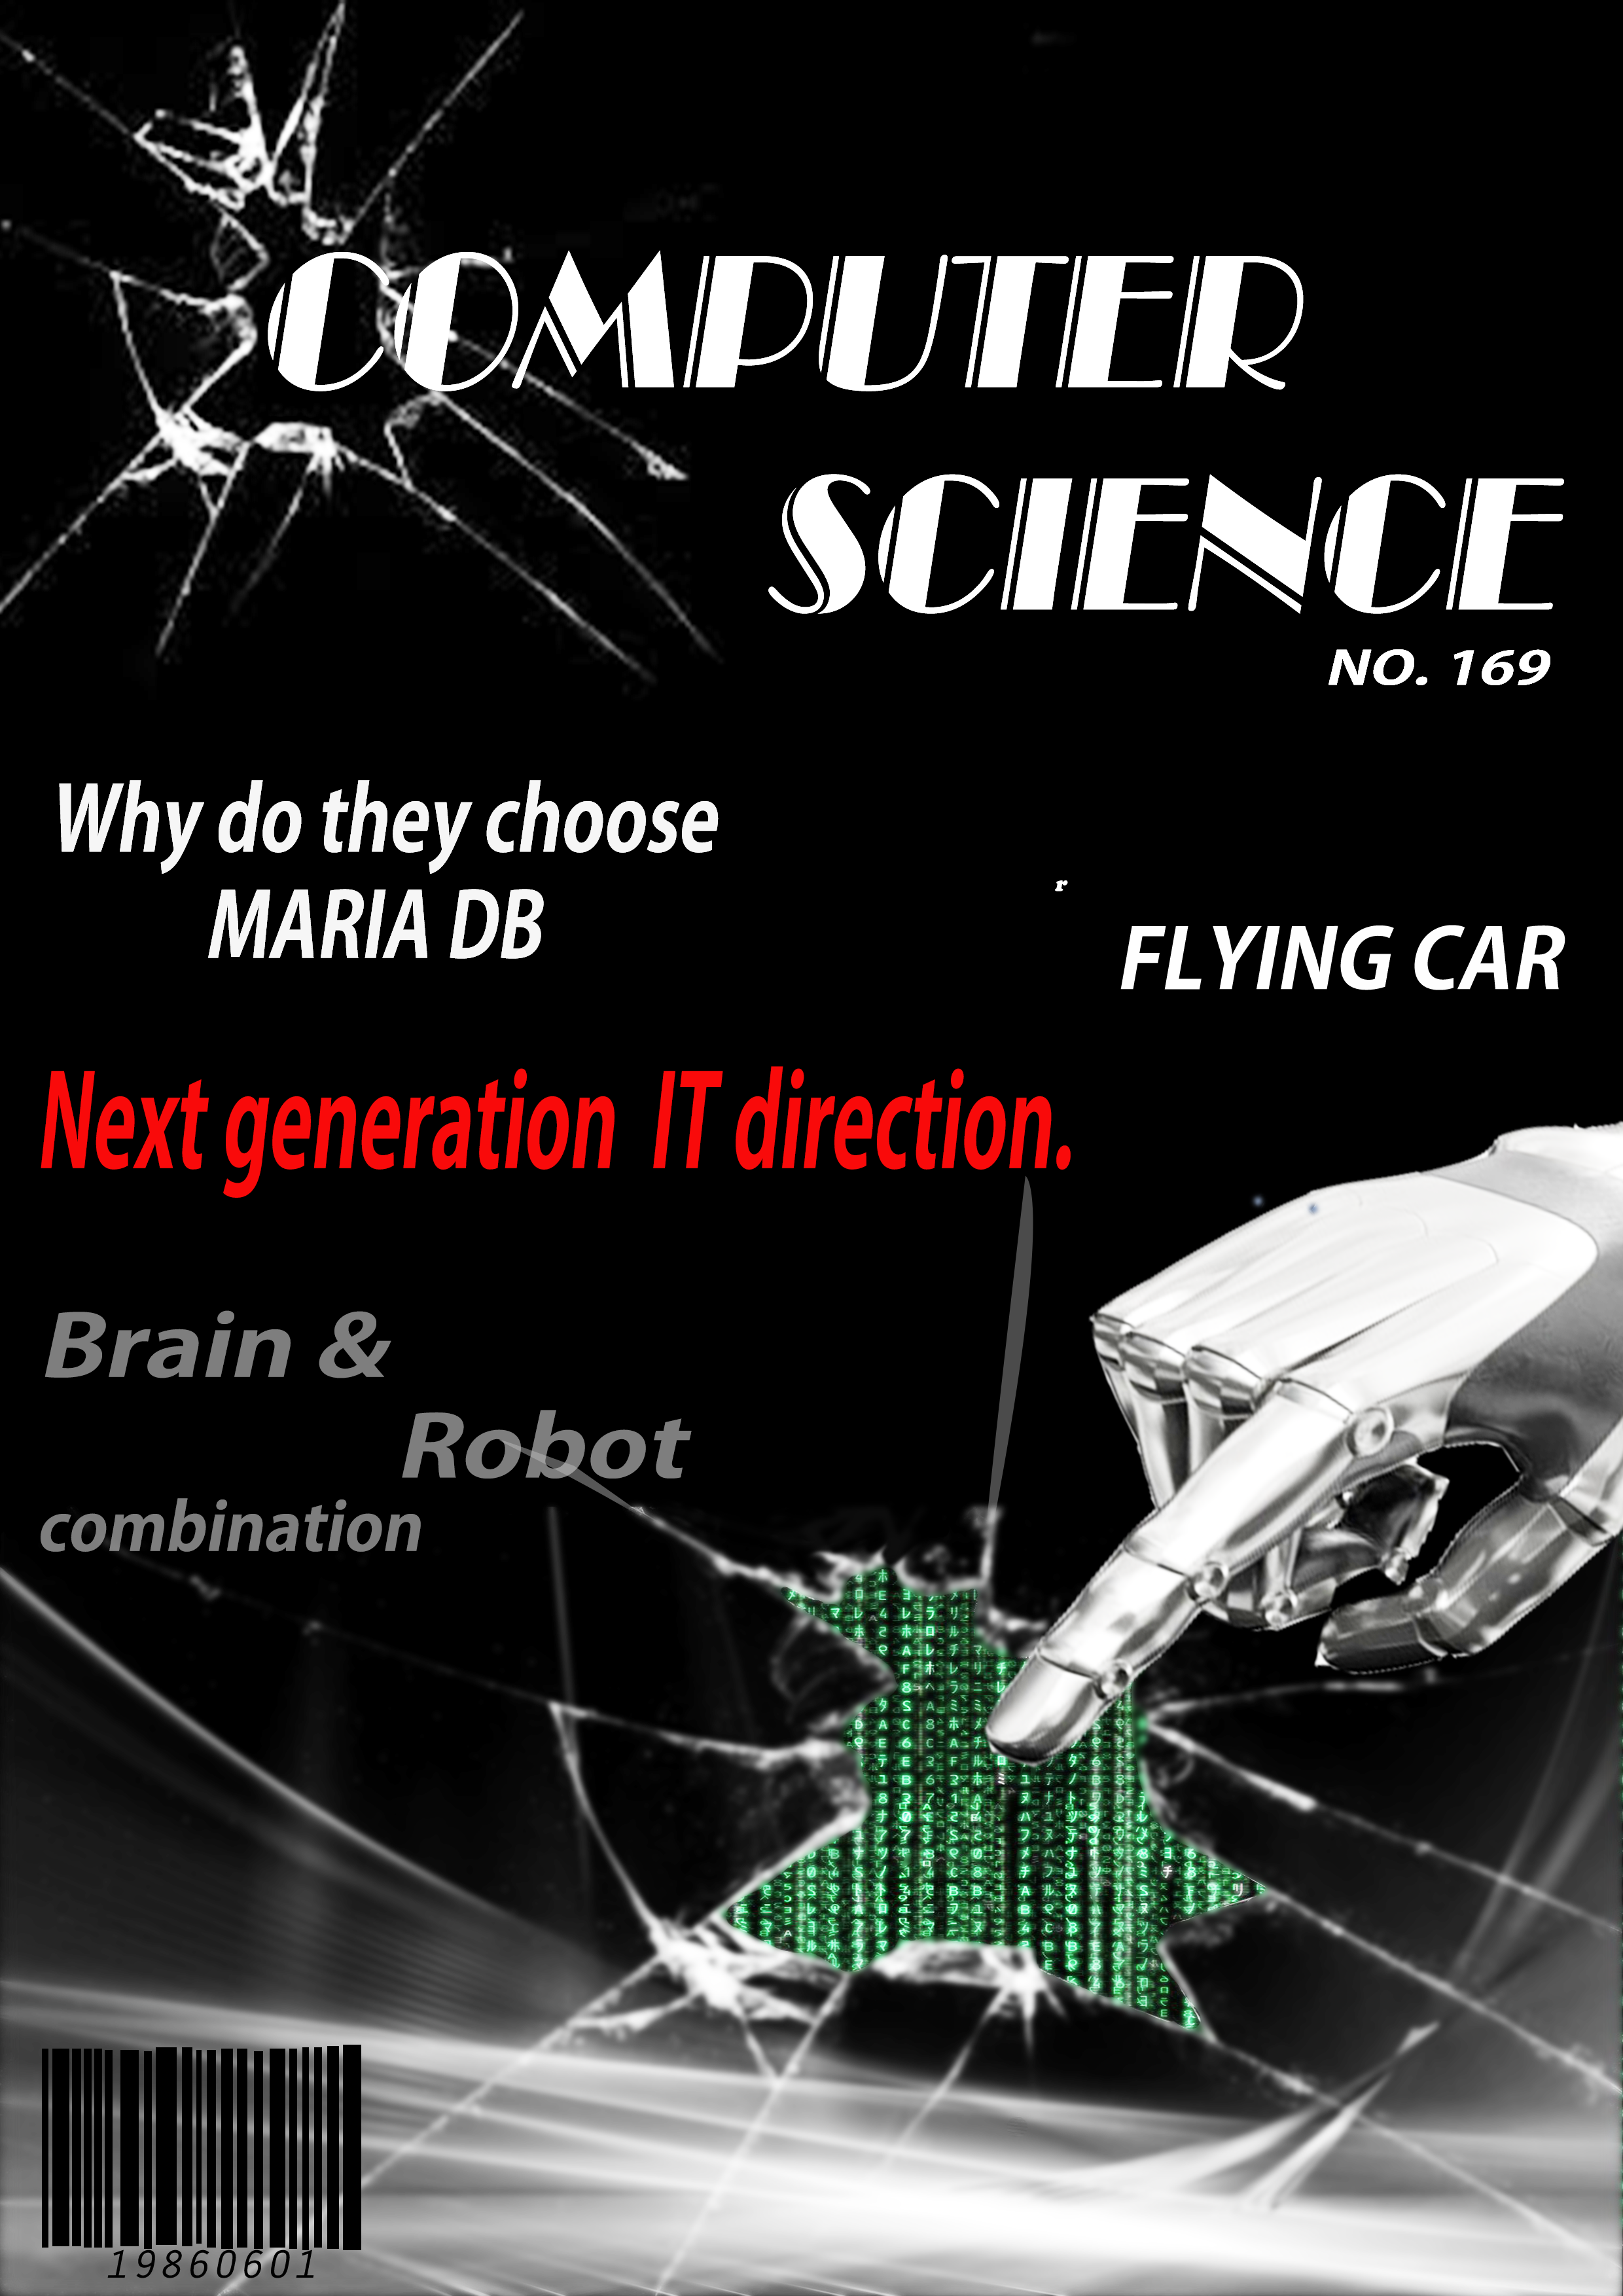 COMPUTER
SCIENCE
NO. 169
Why do they choose
MARIA DB
r
FLYING CAR
Next generation IT direction.
Brain &
Robot
combination
19860601